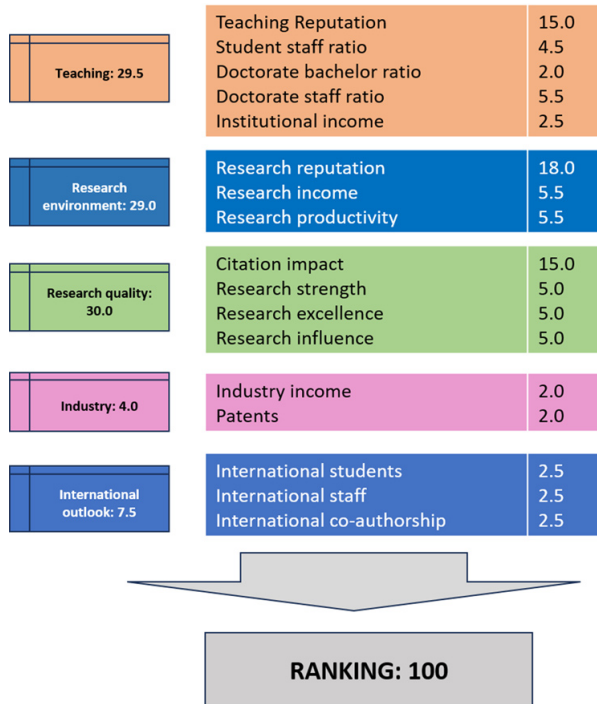 Teaching: 29.5
Teaching Reputation 15.0
Student staff ratio 4.5
Doctorate bachelor ratio 2.0
Doctorate staff ratio 5.5
Institutional income 2.5
Research
environment: 29.0
Research reputation 18.0
Research income 5.5
Research productivity 5.5
Research quality:
30.0
Citation impact 15.0
Research strength 5.0
Research excellence 5.0
Research influence 5.0
Industry: 4.0
Industry income 2.0
Patents 2.0
International
outlook: 7.5
International students 2.5
International staff 2.5
International co-authorship 2.5
RANKING: 100